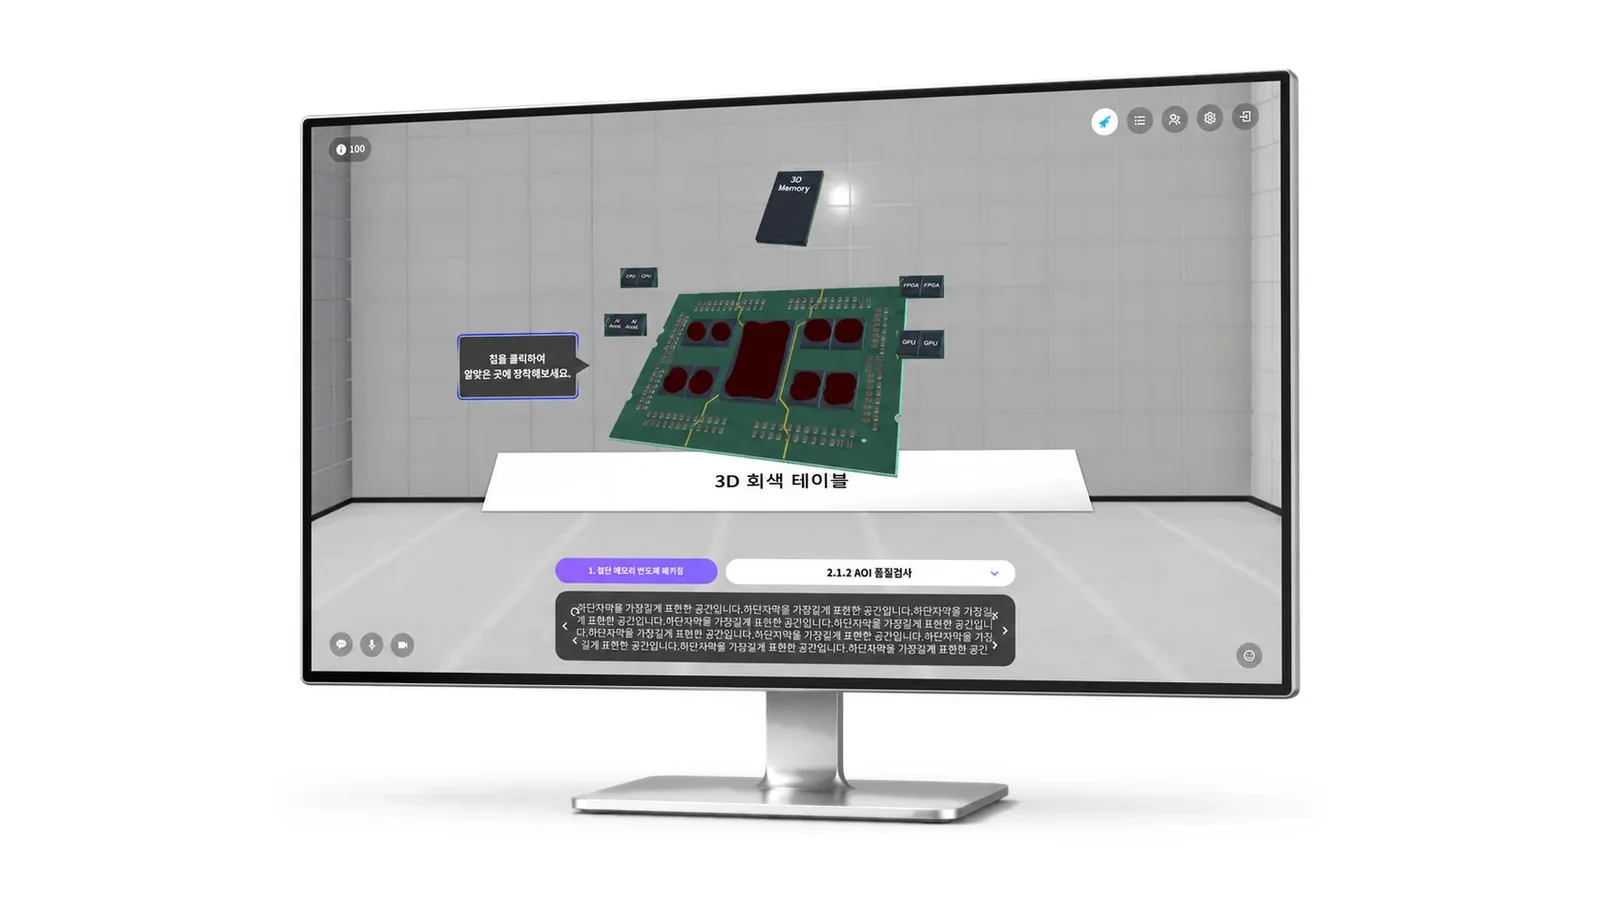 100
3D
Memory
CPU CPU
FPGA FPGA
AI AI
Accel. Accel.
GPU GPU
칩을 클릭하여
알맞은 곳에 장착해보세요.
3D 회색 테이블
1. 첨단 메모리 반도체 패키징
2.1.2 AOI 품질검사
하단자막을 가장길게 표현한 공간입니다.하단자막을 가장길게 표현한 공간입니다.하단자막을 가장길
게 표현한 공간입니다.하단자막을 가장길게 표현한 공간입니다.하단자막을 가장길게 표현한 공간입니
다.하단자막을 가장길게 표현한 공간입니다.하단자막을 가장길게 표현한 공간입니다.하단자막을 가장
길게 표현한 공간입니다.하단자막을 가장길게 표현한 공간입니다.하단자막을 가장길게 표현한 공간